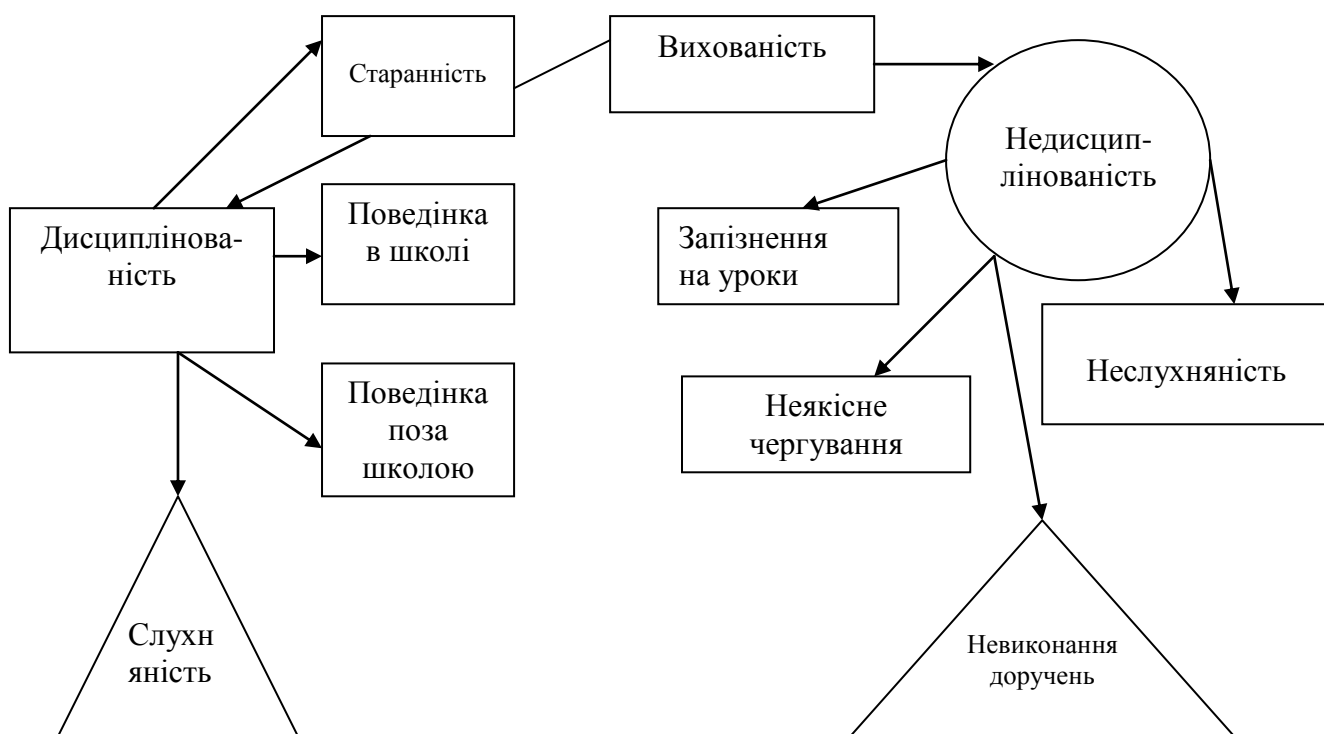 Старанність
Вихованість
Недисцип-
лінованість
Дисциплінова-
ність
Поведінка
в школі
Запізнення
на уроки
Неслухняність
Поведінка
поза
школою
Неякісне
чергування
Слухн
яність
Невиконання
доручень